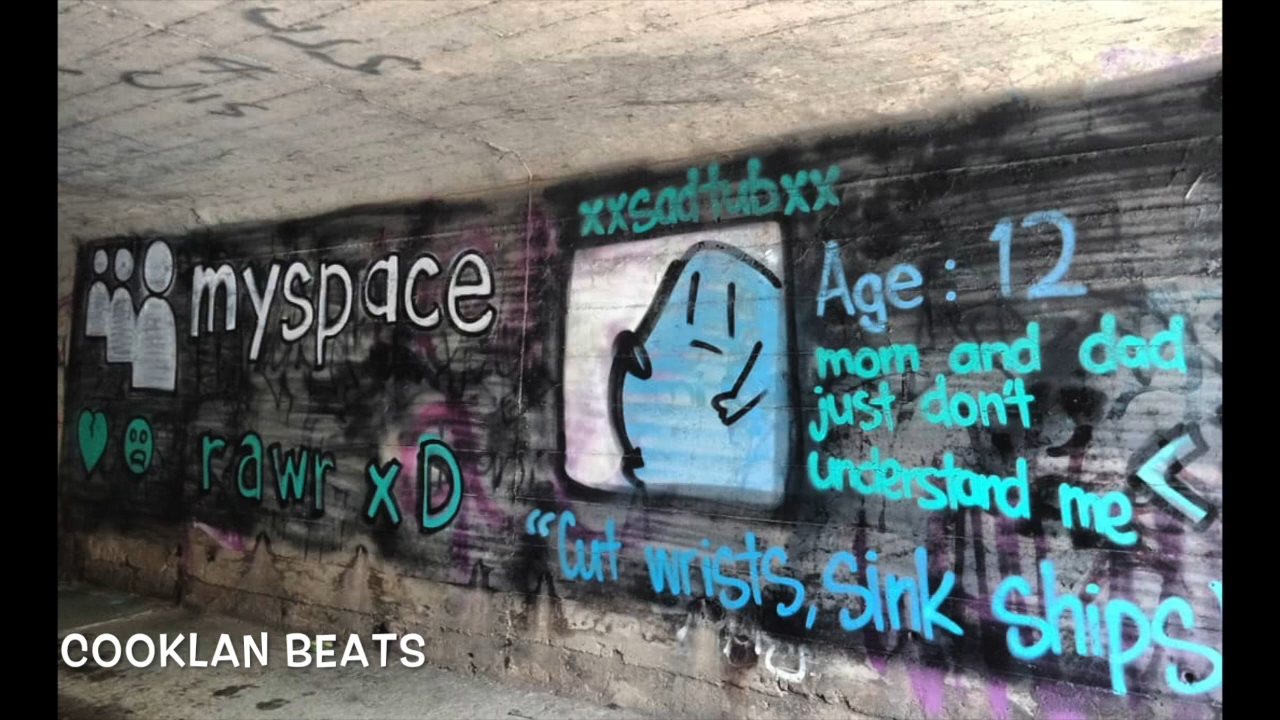 myspace
rawr xD
xxsadtubxx
Age : 12
mom and dad
just don't
understand me
"Cut wrists, sink ships"
COOKLAN BEATS